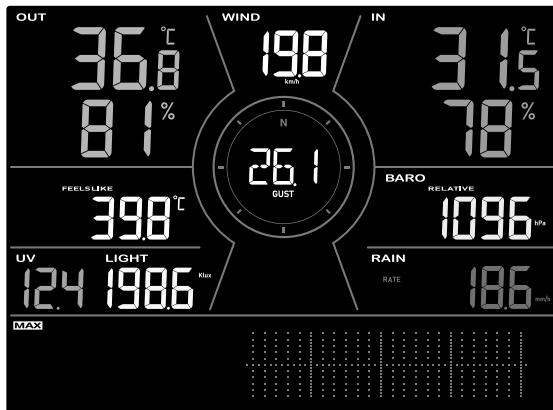 OUT
36.8 ℃
81 %
WIND
19.8
km/h
IN
31.5 ℃
78 %
N
26.1
GUST
FEELSLIKE
39.8 ℃
BARO
RELATIVE
1096 hPa
UV
12.4
LIGHT
198.6 Klux
RAIN
RATE
18.6 mm/h
MAX